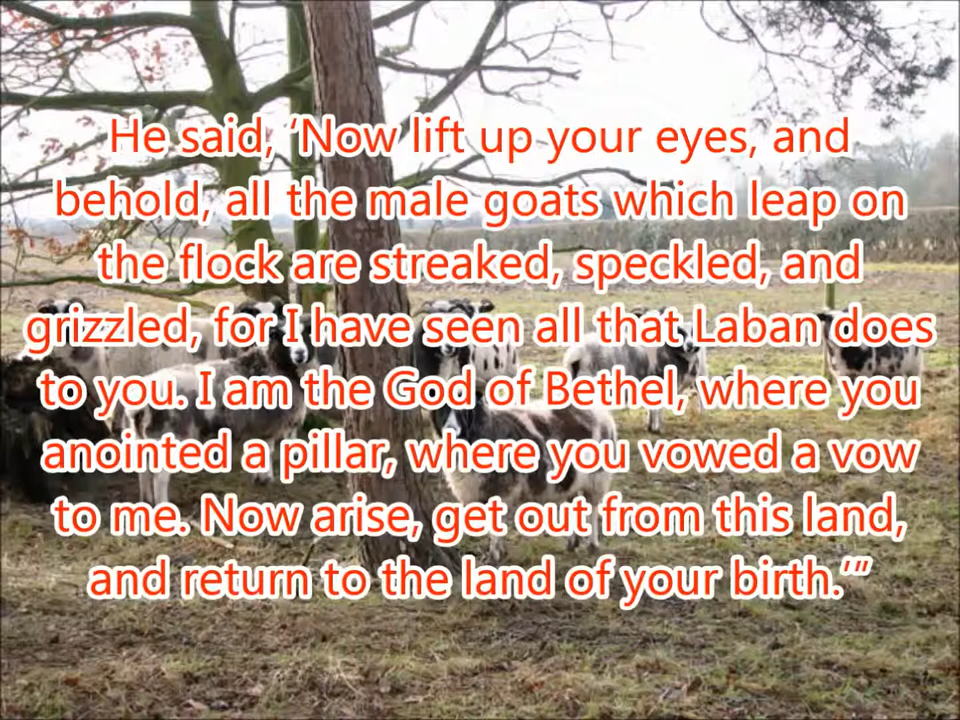 He said, ‘Now lift up your eyes, and
behold, all the male goats which leap on
the flock are streaked, speckled, and
grizzled, for I have seen all that Laban does
to you. I am the God of Bethel, where you
anointed a pillar, where you vowed a vow
to me. Now arise, get out from this land,
and return to the land of your birth.’”